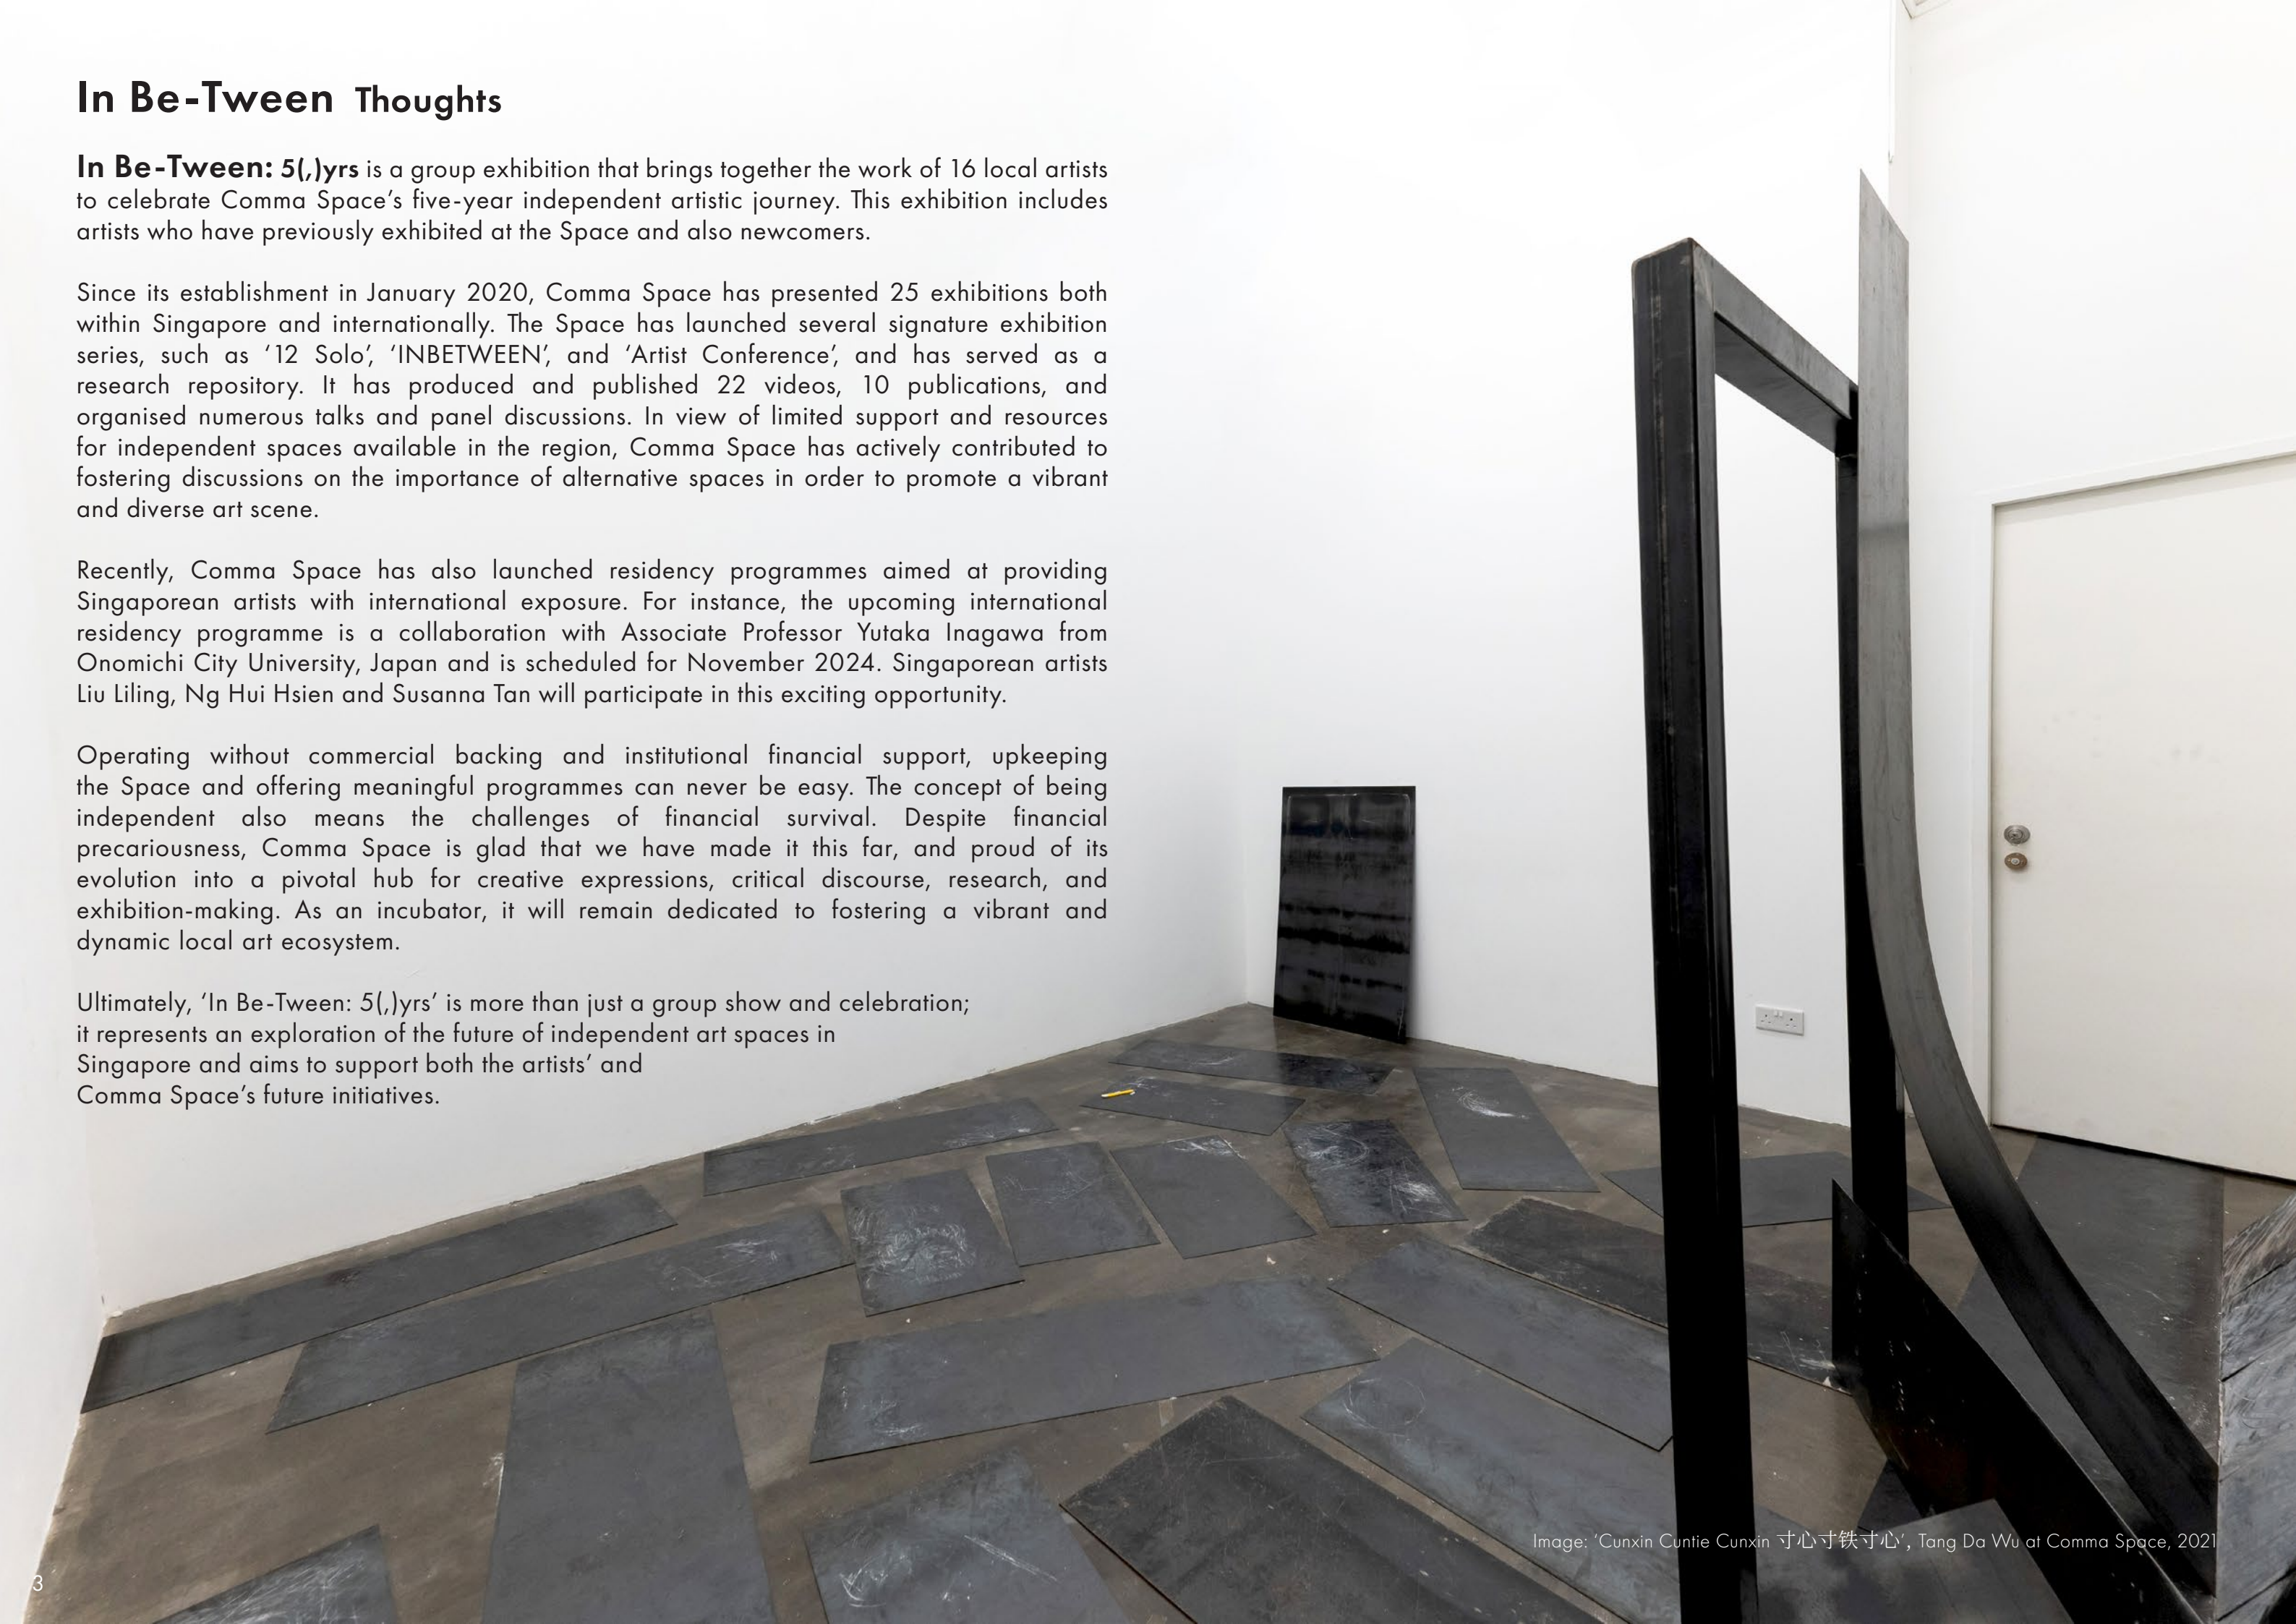 In Be-Tween Thoughts
In Be-Tween: 5(,)yrs is a group exhibition that brings together the work of 16 local artists
to celebrate Comma Space’s five-year independent artistic journey. This exhibition includes
artists who have previously exhibited at the Space and also newcomers.
Since its establishment in January 2020, Comma Space has presented 25 exhibitions both
within Singapore and internationally. The Space has launched several signature exhibition
series, such as ‘12 Solo’, ‘INBETWEEN’, and ‘Artist Conference’, and has served as a
research repository. It has produced and published 22 videos, 10 publications, and
organised numerous talks and panel discussions. In view of limited support and resources
for independent spaces available in the region, Comma Space has actively contributed to
fostering discussions on the importance of alternative spaces in order to promote a vibrant
and diverse art scene.
Recently, Comma Space has also launched residency programmes aimed at providing
Singaporean artists with international exposure. For instance, the upcoming international
residency programme is a collaboration with Associate Professor Yutaka Inagawa from
Onomichi City University, Japan and is scheduled for November 2024. Singaporean artists
Liu Liling, Ng Hui Hsien and Susanna Tan will participate in this exciting opportunity.
Operating without commercial backing and institutional financial support, upkeeping
the Space and offering meaningful programmes can never be easy. The concept of being
independent also means the challenges of financial survival. Despite financial
precariousness, Comma Space is glad that we have made it this far, and proud of its
evolution into a pivotal hub for creative expressions, critical discourse, research, and
exhibition-making. As an incubator, it will remain dedicated to fostering a vibrant and
dynamic local art ecosystem.
Ultimately, ‘In Be-Tween: 5(,)yrs’ is more than just a group show and celebration;
it represents an exploration of the future of independent art spaces in
Singapore and aims to support both the artists’ and
Comma Space’s future initiatives.
Image: ‘Cunxin Cuntie Cunxin 寸心寸铁寸心’, Tang Da Wu at Comma Space, 2021
3